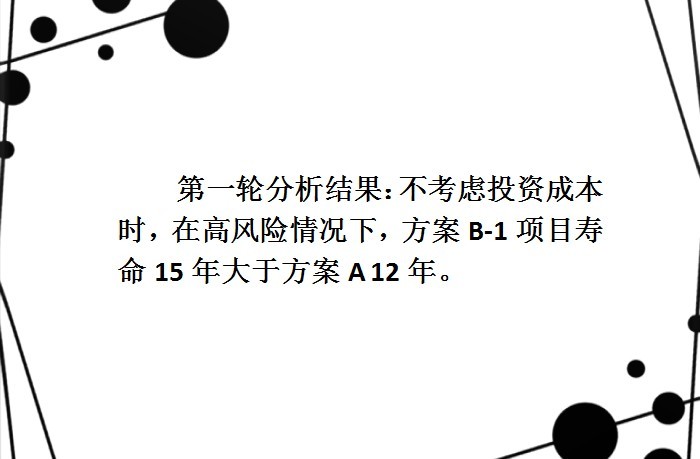 第一轮分析结果：不考虑投资成本
时，在高风险情况下，方案 B-1 项目寿
命 15 年大于方案 A 12 年。